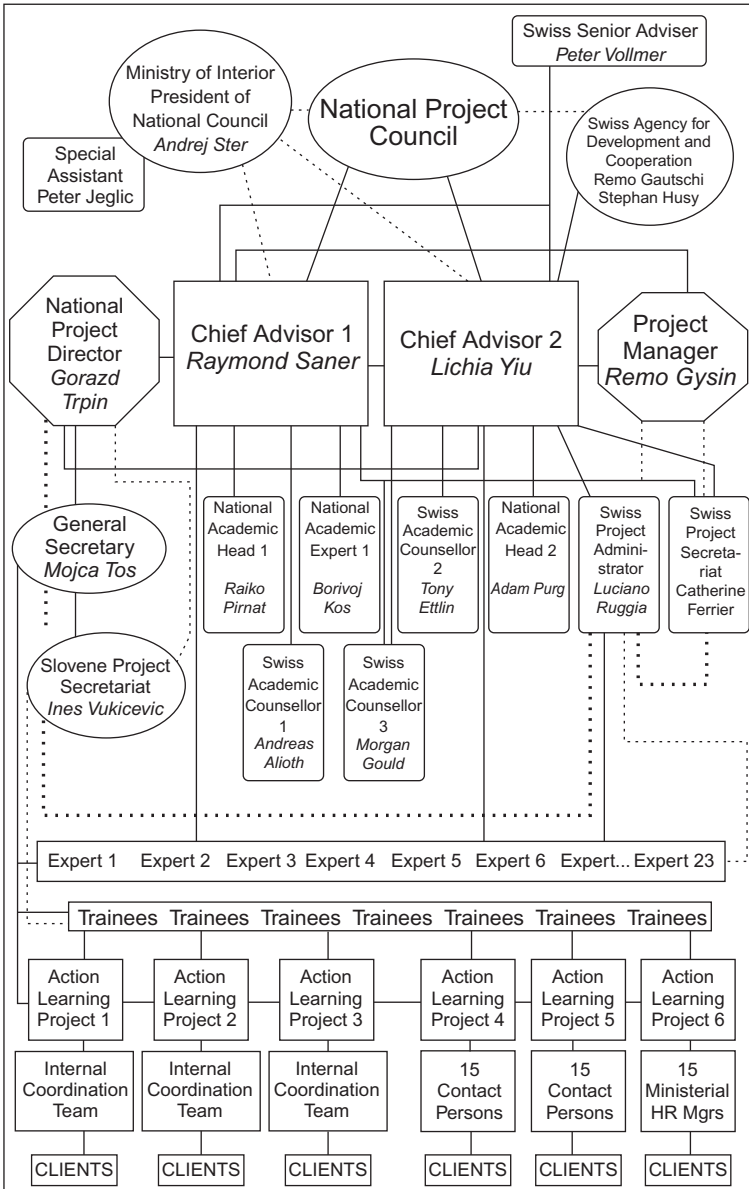 Swiss Senior Adviser
Peter Vollmer
Ministry of Interior
President of
National Council
Andrej Ster
National Project
Council
Swiss Agency for
Development and
Cooperation
Remo Gautschi
Stephan Husy
Special
Assistant
Peter Jeglic
National
Project
Director
Gorazd
Trpin
Chief Advisor 1
Raymond Saner
Chief Advisor 2
Lichia Yiu
Project
Manager
Remo Gysin
General
Secretary
Mojca Tos
National
Academic
Head 1
Raiko
Pirnat
National
Academic
Expert 1
Borivoj
Kos
Swiss
Academic
Counsellor
2
Tony
Ettlin
National
Academic
Head 2
Adam Purg
Swiss
Project
Admini-
strator
Luciano
Ruggia
Swiss
Project
Secreta-
riat
Catherine
Ferrier
Slovene Project
Secretariat
Ines Vukicevic
Swiss
Academic
Counsellor
1
Andreas
Alioth
Swiss
Academic
Counsellor
3
Morgan
Gould
Expert 1 Expert 2 Expert 3 Expert 4 Expert 5 Expert 6 Expert... Expert 23
Trainees Trainees Trainees Trainees Trainees Trainees Trainees
Action
Learning
Project 1
Action
Learning
Project 2
Action
Learning
Project 3
Action
Learning
Project 4
Action
Learning
Project 5
Action
Learning
Project 6
Internal
Coordination
Team
Internal
Coordination
Team
Internal
Coordination
Team
15
Contact
Persons
15
Contact
Persons
15
Ministerial
HR Mgrs
CLIENTS
CLIENTS
CLIENTS
CLIENTS
CLIENTS
CLIENTS